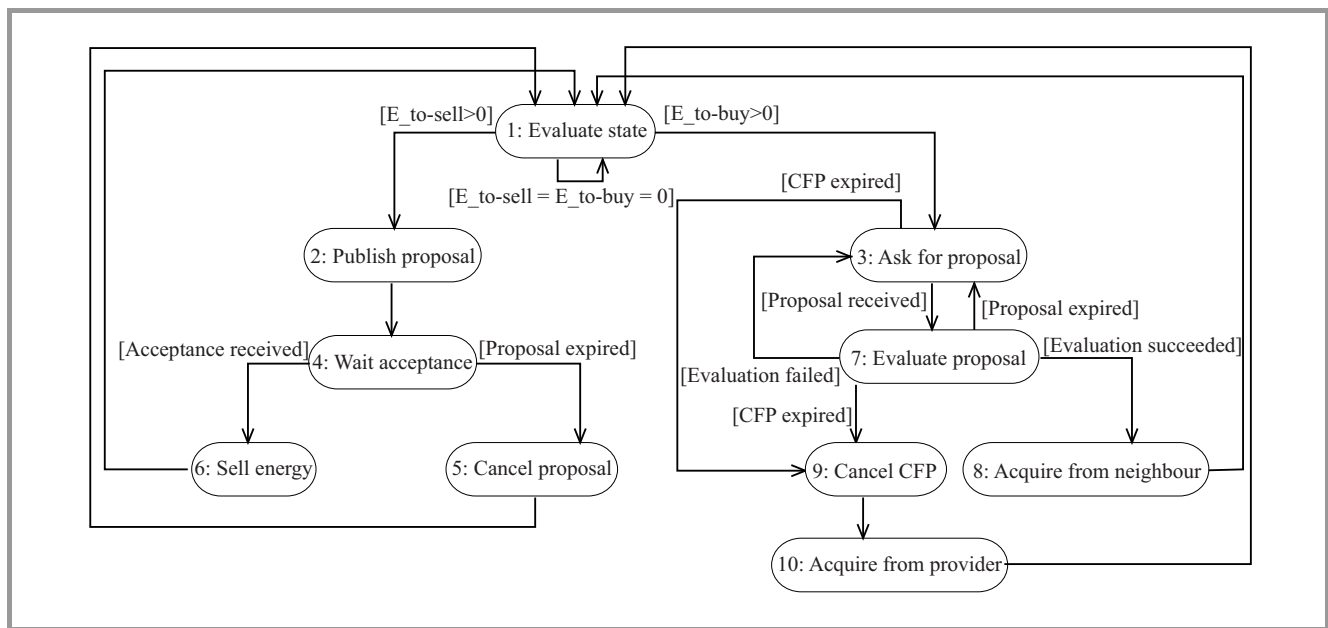 [E_to-sell>0]
[E_to-buy>0]
1: Evaluate state
[E_to-sell = E_to-buy = 0]
[CFP expired]
2: Publish proposal
3: Ask for proposal
[Proposal received]
[Proposal expired]
[Acceptance received]
[Proposal expired]
4: Wait acceptance
7: Evaluate proposal
[Evaluation succeeded]
[Evaluation failed]
[CFP expired]
6: Sell energy
5: Cancel proposal
9: Cancel CFP
8: Acquire from neighbour
10: Acquire from provider